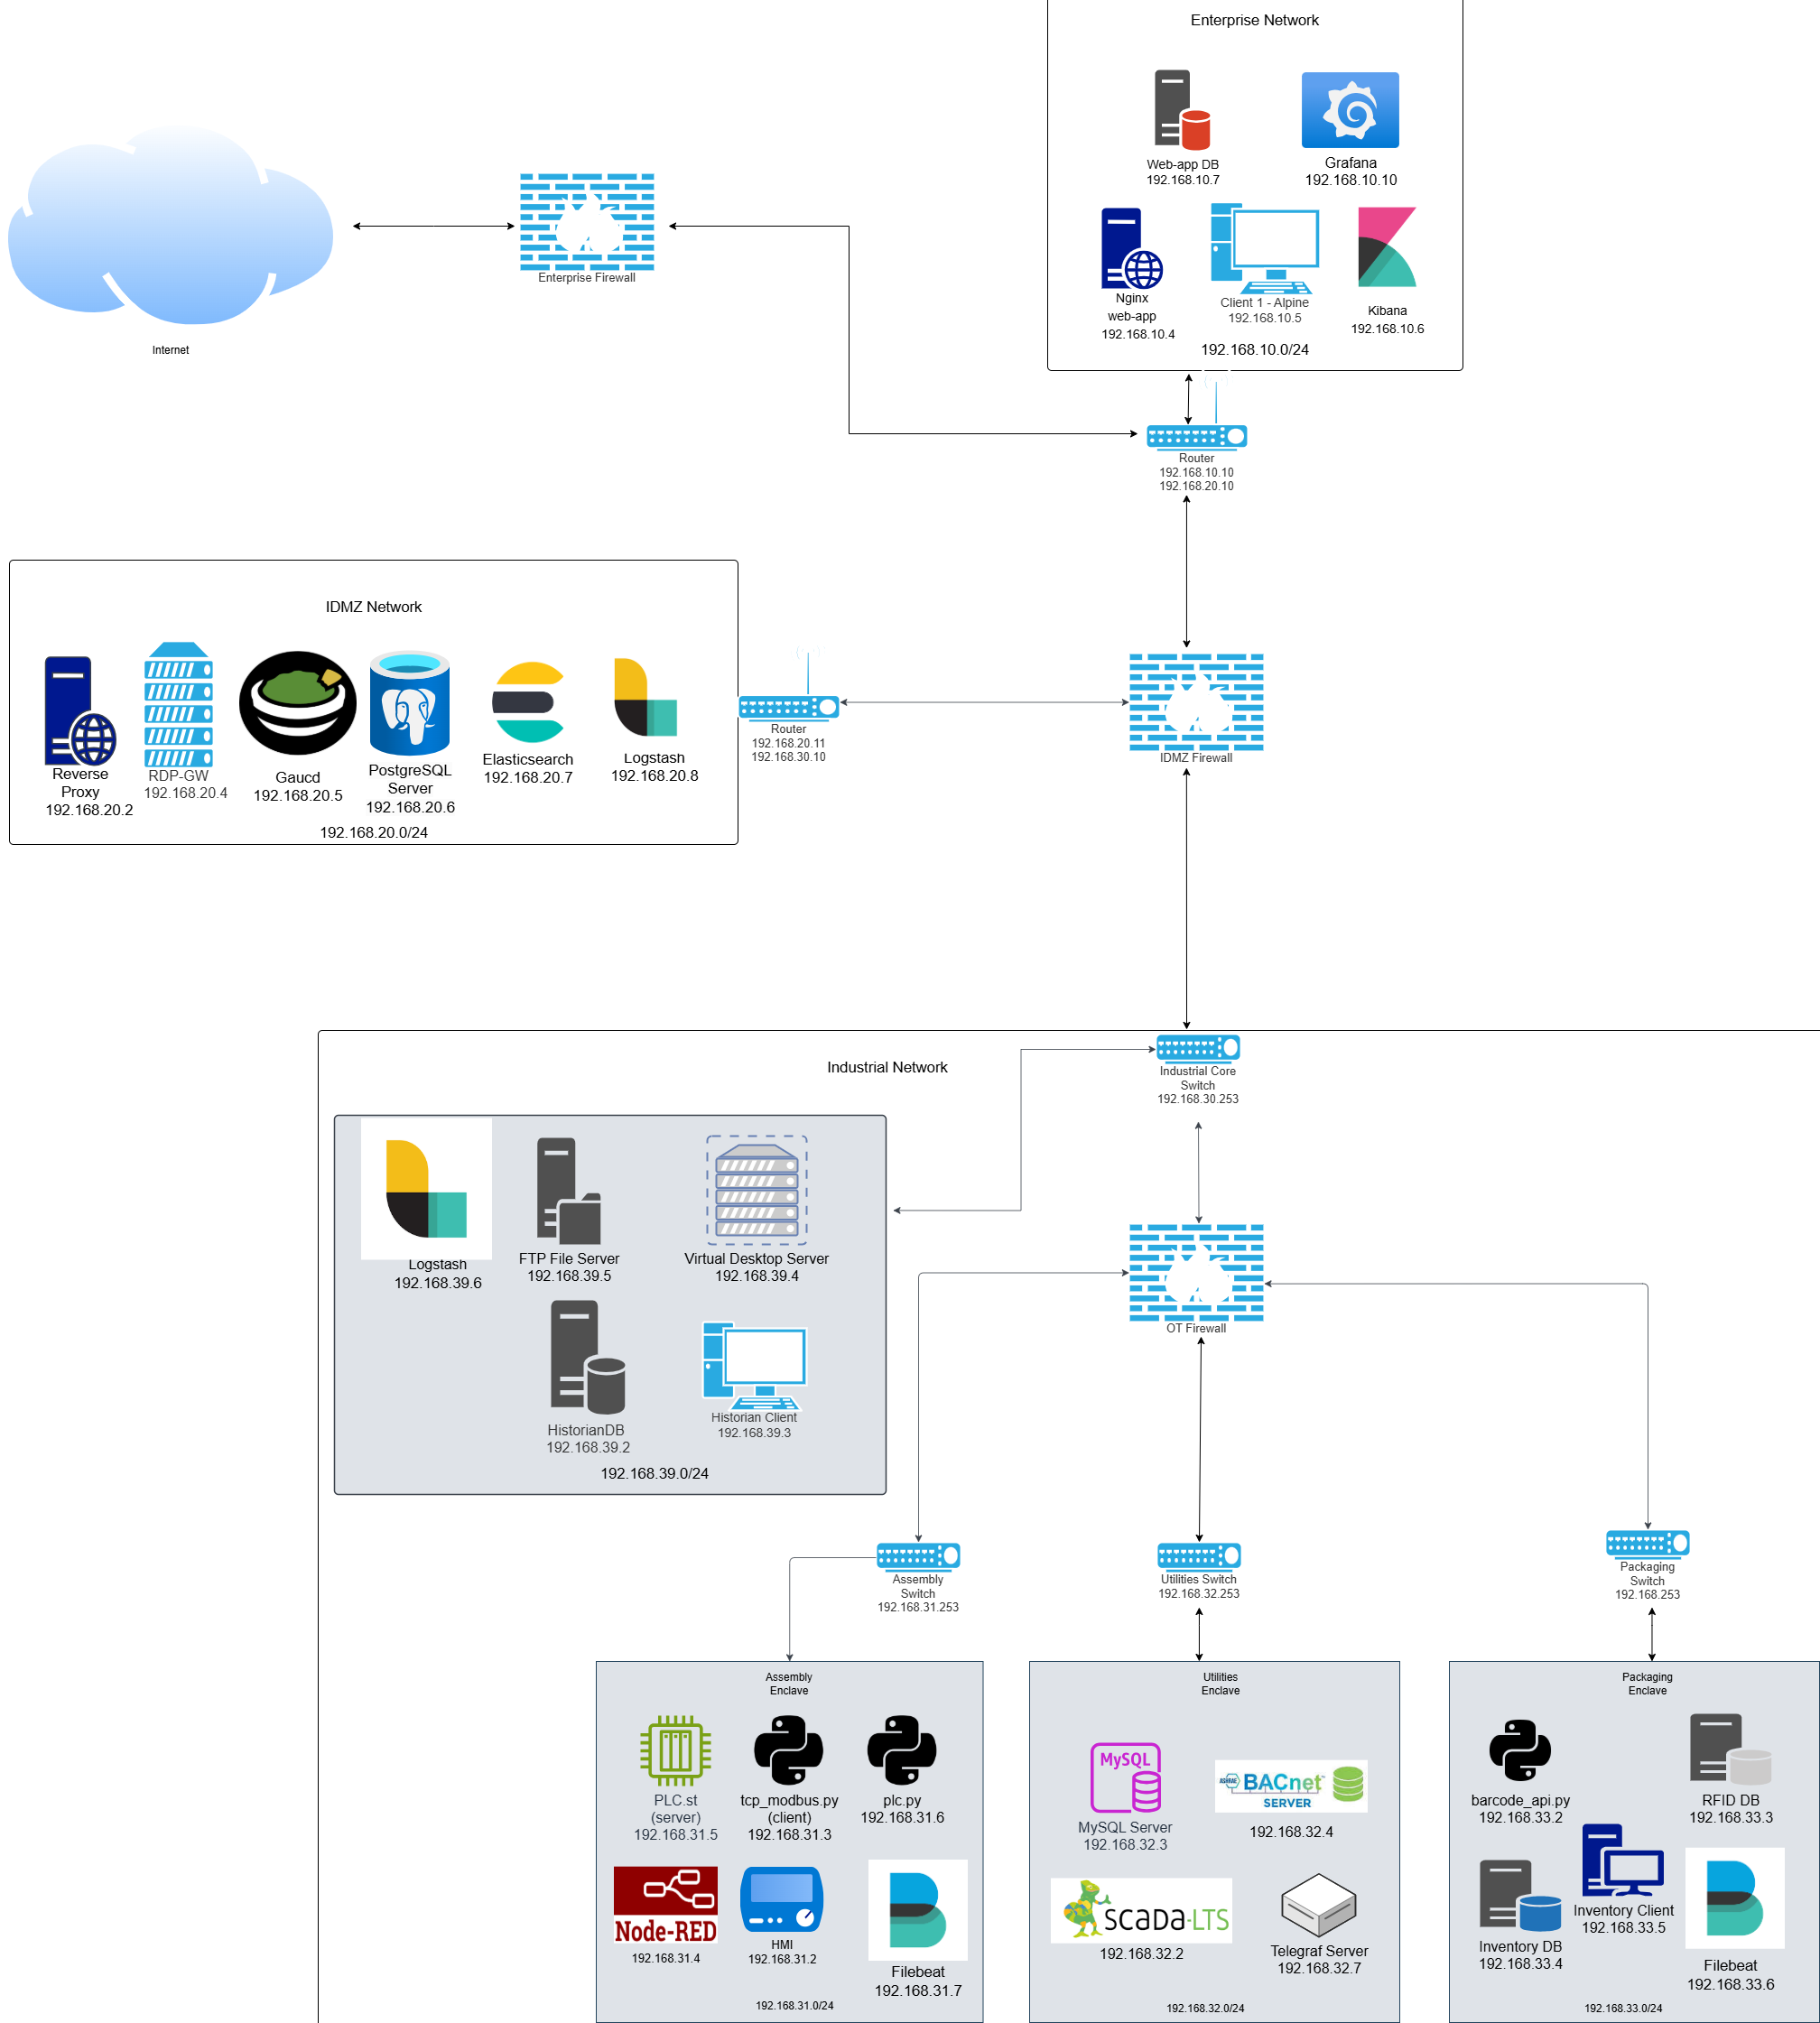 Enterprise Network
Web-app DB
192.168.10.7
Grafana
192.168.10.10
Nginx
web-app
192.168.10.4
Client 1 - Alpine
192.168.10.5
Kibana
192.168.10.6
192.168.10.0/24
Enterprise Firewall
Internet
Router
192.168.10.10
192.168.20.10
IDMZ Network
Reverse
Proxy
192.168.20.2
RDP-GW
192.168.20.4
Gaucd
192.168.20.5
PostgreSQL
Server
192.168.20.6
Elasticsearch
192.168.20.7
Logstash
192.168.20.8
192.168.20.0/24
Router
192.168.20.11
192.168.30.10
IDMZ Firewall
Industrial Network
Industrial Core
Switch
192.168.30.253
Logstash
192.168.39.6
FTP File Server
192.168.39.5
Virtual Desktop Server
192.168.39.4
HistorianDB
192.168.39.2
Historian Client
192.168.39.3
192.168.39.0/24
OT Firewall
Assembly
Switch
192.168.31.253
Utilities Switch
192.168.32.253
Packaging
Switch
192.168.253
Assembly
Enclave
PLC.st
(server)
192.168.31.5
tcp_modbus.py
(client)
192.168.31.3
plc.py
192.168.31.6
Node-RED
192.168.31.4
HMI
192.168.31.2
Filebeat
192.168.31.7
192.168.31.0/24
Utilities
Enclave
MySQL
MySQL Server
192.168.32.3
ASHRAE BACnet™
SERVER
192.168.32.4
scada-LTS
192.168.32.2
Telegraf Server
192.168.32.7
192.168.32.0/24
Packaging
Enclave
barcode_api.py
192.168.33.2
RFID DB
192.168.33.3
Inventory DB
192.168.33.4
Inventory Client
192.168.33.5
Filebeat
192.168.33.6
192.168.33.0/24